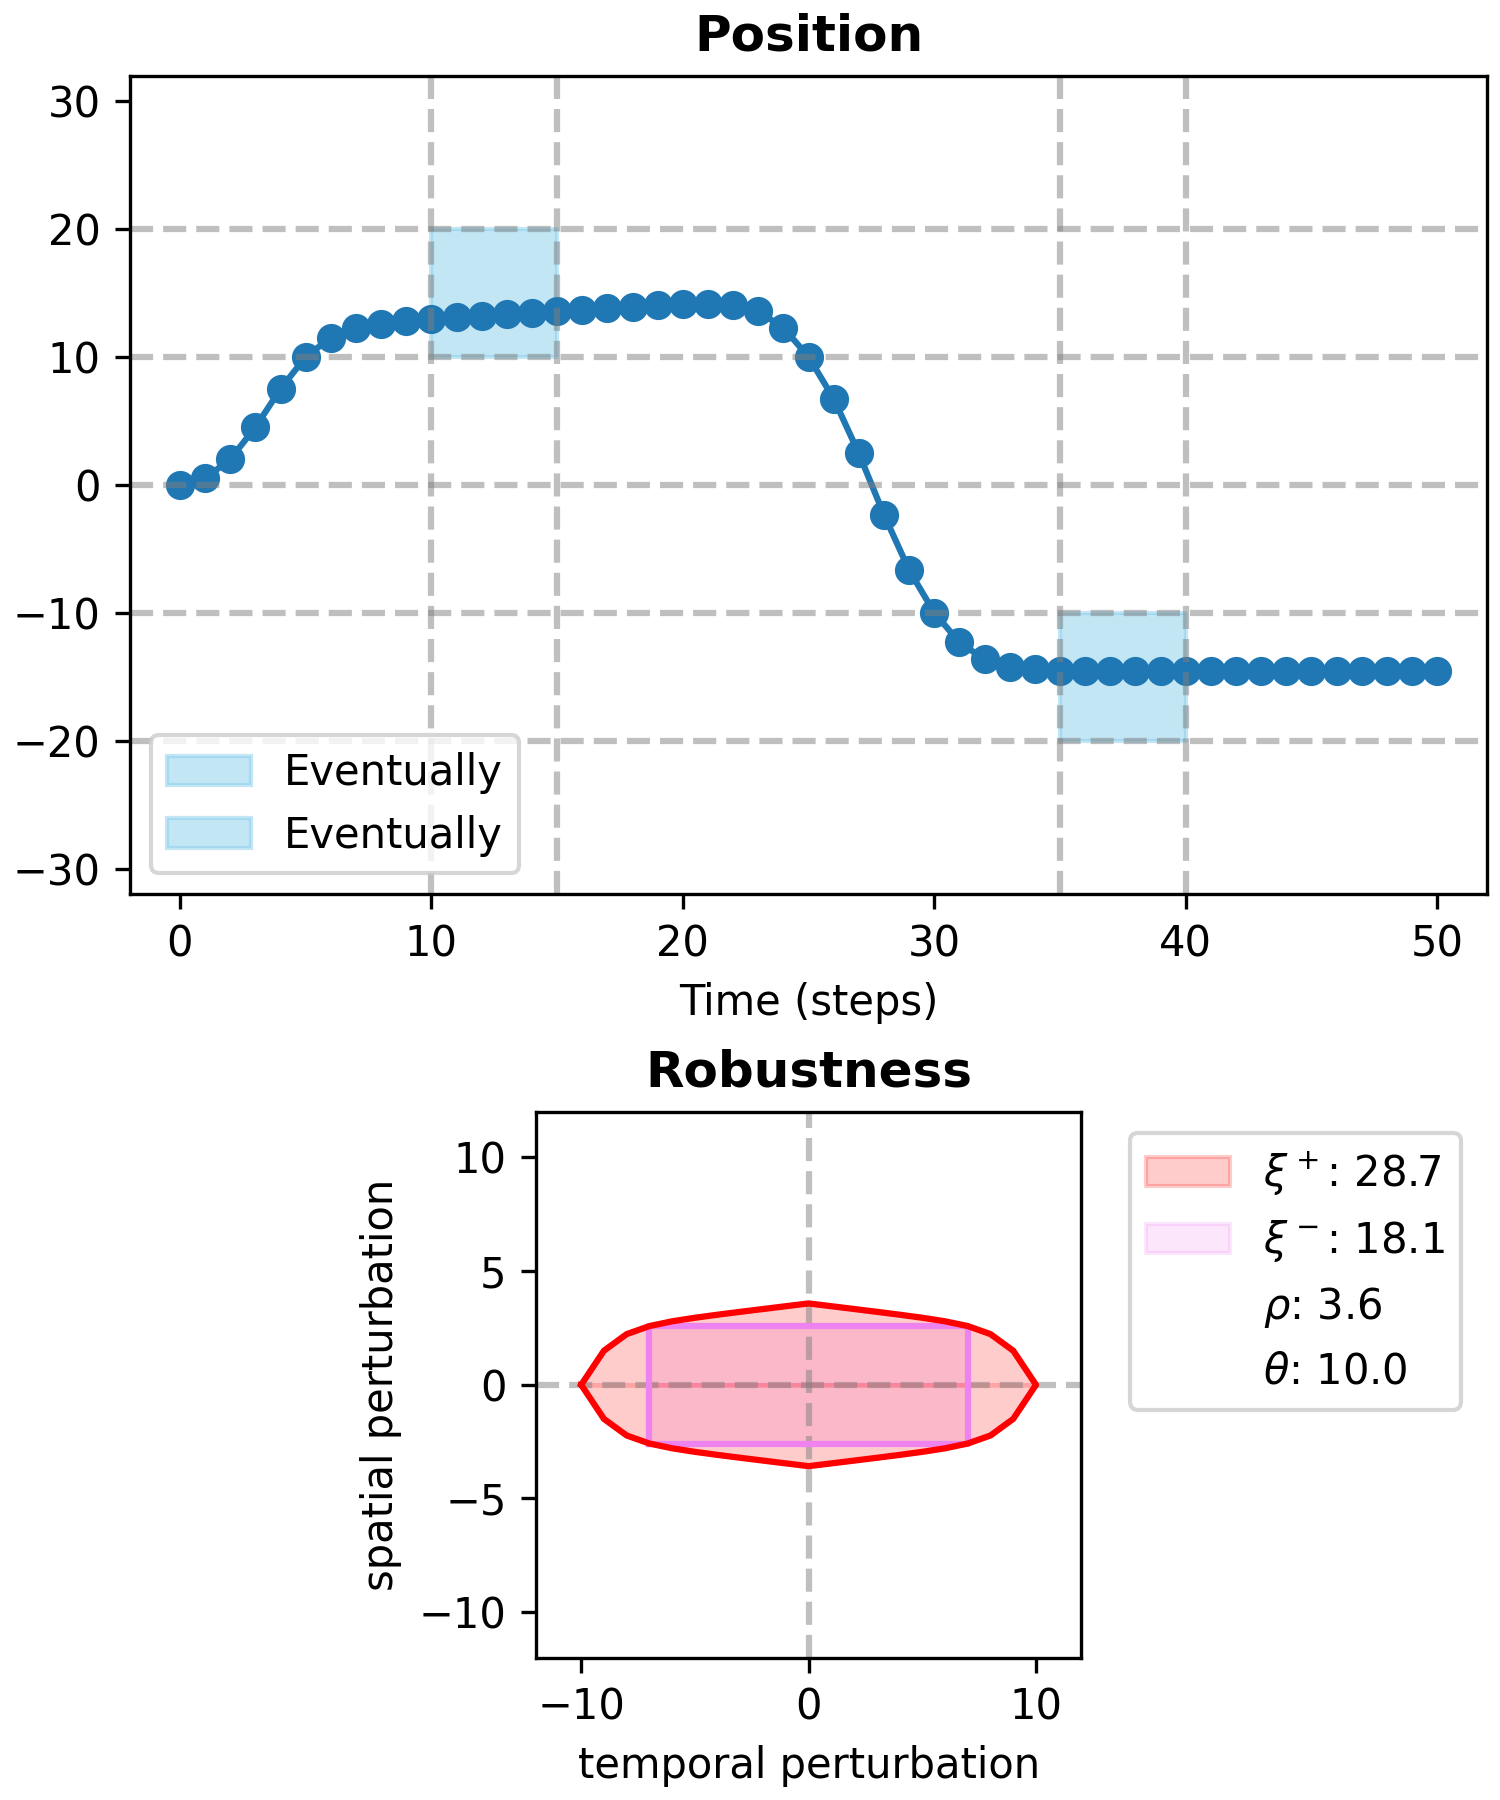 Position
30
20
10
0
−10
−20
−30
Eventually
Eventually
0 10 20 30 40 50
Time (steps)
Robustness
10
5
0
−5
−10
spatial perturbation
−10 0 10
temporal perturbation
ξ⁺: 28.7
ξ⁻: 18.1
ρ: 3.6
θ: 10.0